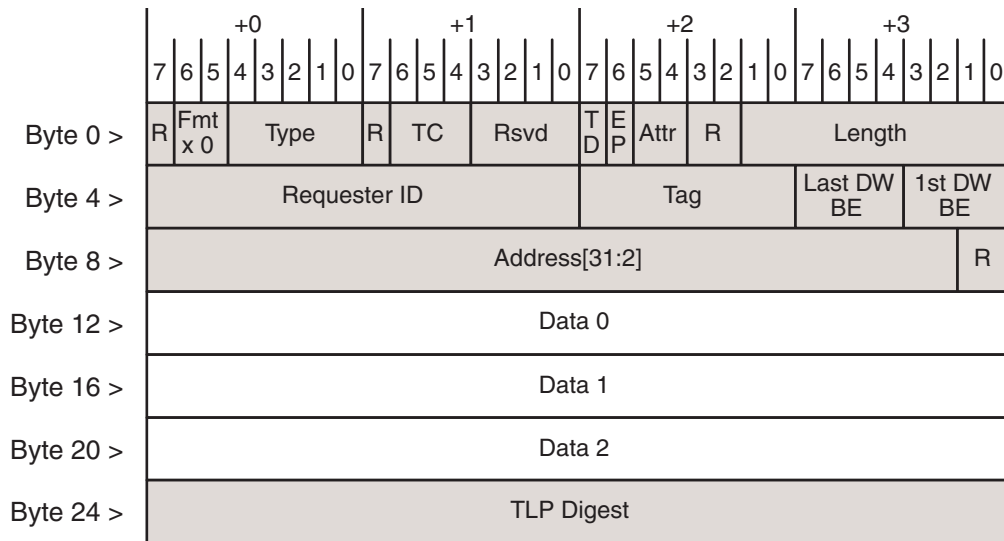 +0 +1 +2 +3
7 6 5 4 3 2 1 0 7 6 5 4 3 2 1 0 7 6 5 4 3 2 1 0 7 6 5 4 3 2 1 0
Byte 0 > R Fmt x 0 Type R TC Rsvd TD EP Attr R Length
Byte 4 > Requester ID Tag Last DW BE 1st DW BE
Byte 8 > Address[31:2] R
Byte 12 > Data 0
Byte 16 > Data 1
Byte 20 > Data 2
Byte 24 > TLP Digest